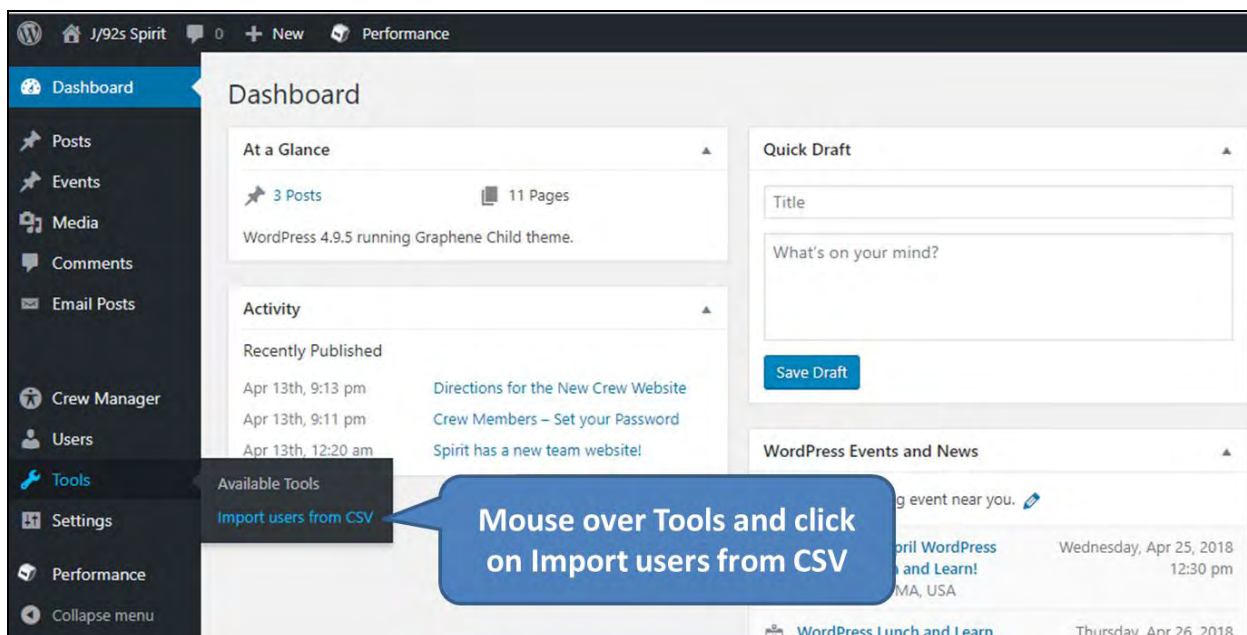 J/92s Spirit 0 + New Performance
Dashboard
Posts
Events
Media
Comments
Email Posts
Crew Manager
Users
Tools
Settings
Performance
Collapse menu
Available Tools
Import users from CSV
Dashboard
At a Glance
3 Posts 11 Pages
WordPress 4.9.5 running Graphene Child theme.
Activity
Recently Published
Apr 13th, 9:13 pm Directions for the New Crew Website
Apr 13th, 9:11 pm Crew Members – Set your Password
Apr 13th, 12:20 am Spirit has a new team website!
Mouse over Tools and click
on Import users from CSV
Quick Draft
Title
What's on your mind?
Save Draft
WordPress Events and News
g event near you.
pril WordPress Wednesday, Apr 25, 2018
and Learn! 12:30 pm
MA, USA
WordPress Lunch and Learn Thursday, Apr 26, 2018